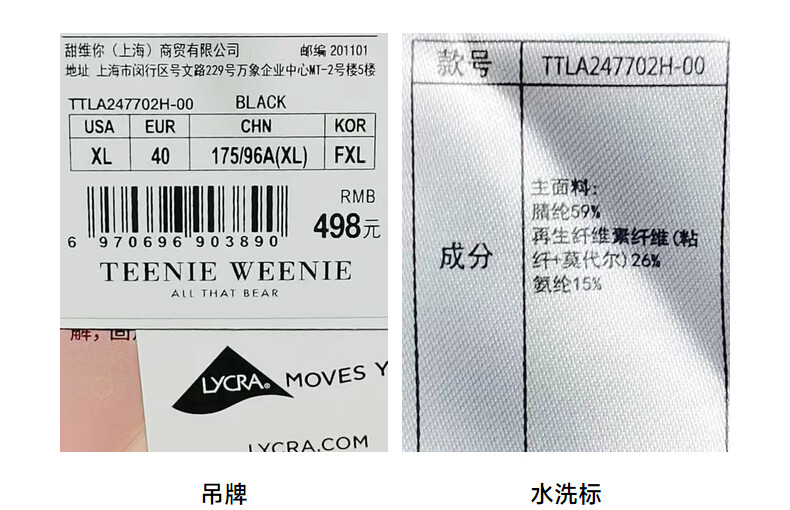 甜维你（上海）商贸有限公司 邮编 201101
地址 上海市闵行区号文路229号万象企业中心MT-2号楼5楼
TTLA247702H-00 BLACK
USA EUR CHN KOR
XL 40 175/96A(XL) FXL
RMB
498元
6 970696 903890
TEENIE WEENIE
ALL THAT BEAR
解，固
LYCRA® MOVES Y
LYCRA.COM
吊牌
款号 TTLA247702H-00
成分
主面料：
腈纶59%
再生纤维素纤维(粘
纤+莫代尔)26%
氨纶15%
水洗标